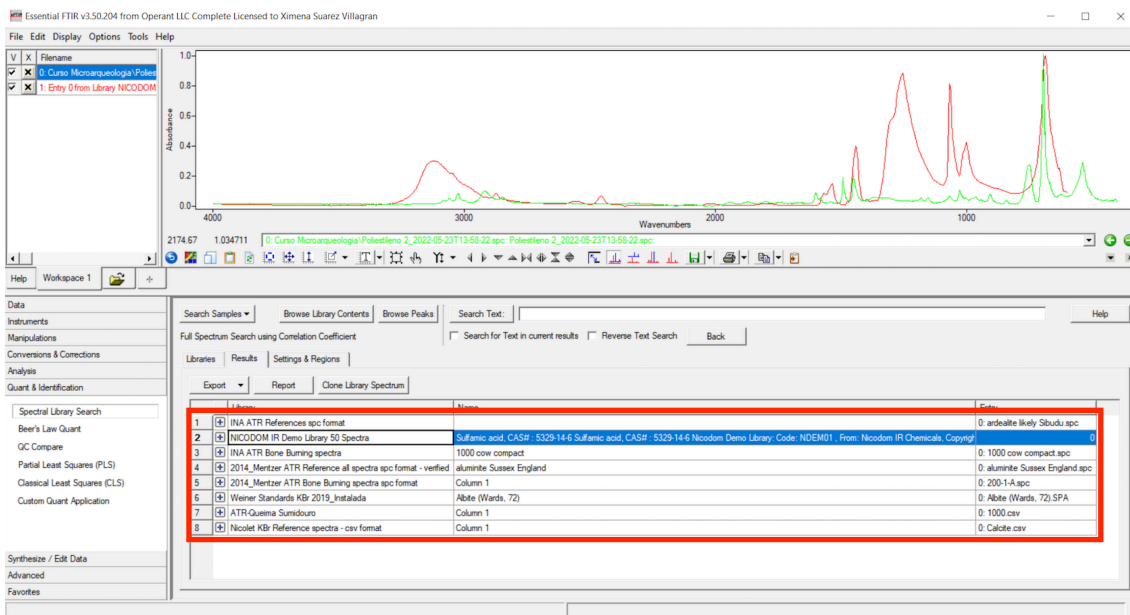 Essential FTIR v3.50.204 from Operant LLC Complete Licensed to Ximena Suarez Villagran
File Edit Display Options Tools Help
V X Filename
0: Curso Microarqueologia\Polies
1: Entry 0 from Library NICODOM
Absorbance
1.0
0.8
0.6
0.4
0.2
0.0
4000 3000 2000 1000
Wavenumbers
2174.67 1.034711 0: Curso Microarqueologia\Poliestileno 2_2022-05-23T13-58-22.spc: Poliestileno 2_2022-05-23T13-58-22.spc:
Help Workspace 1
Data
Instruments
Manipulations
Conversions & Corrections
Analysis
Quant & Identification
Spectral Library Search
Beer's Law Quant
QC Compare
Partial Least Squares (PLS)
Classical Least Squares (CLS)
Custom Quant Application
Synthesize / Edit Data
Advanced
Favorites
Search Samples Browse Library Contents Browse Peaks Search Text: Help
Full Spectrum Search using Correlation Coefficient Search for Text in current results Reverse Text Search Back
Libraries Results Settings & Regions
Export Report Clone Library Spectrum
Library Name Entry
1 INA ATR References spc format 0: ardealite likely Sibudu.spc
2 NICODOM IR Demo Library 50 Spectra Sulfamic acid, CAS# : 5329-14-6 Sulfamic acid, CAS# : 5329-14-6 Nicodom Demo Library: Code: NDEM01 , From: Nicodom IR Chemicals, Copyrigh 0
3 INA ATR Bone Burning spectra 1000 cow compact 0: 1000 cow compact.spc
4 2014_Mentzer ATR Reference all spectra spc format - verified aluminite Sussex England 0: aluminite Sussex England.spc
5 2014_Mentzer ATR Bone Burning spectra spc format Column 1 0: 200-1-A.spc
6 Weiner Standards KBr 2019_Instalada Albite (Wards, 72) 0: Albite (Wards, 72).SPA
7 ATR-Queima Sumidouro Column 1 0: 1000.csv
8 Nicolet KBr Reference spectra - csv format Column 1 0: Calcite.csv